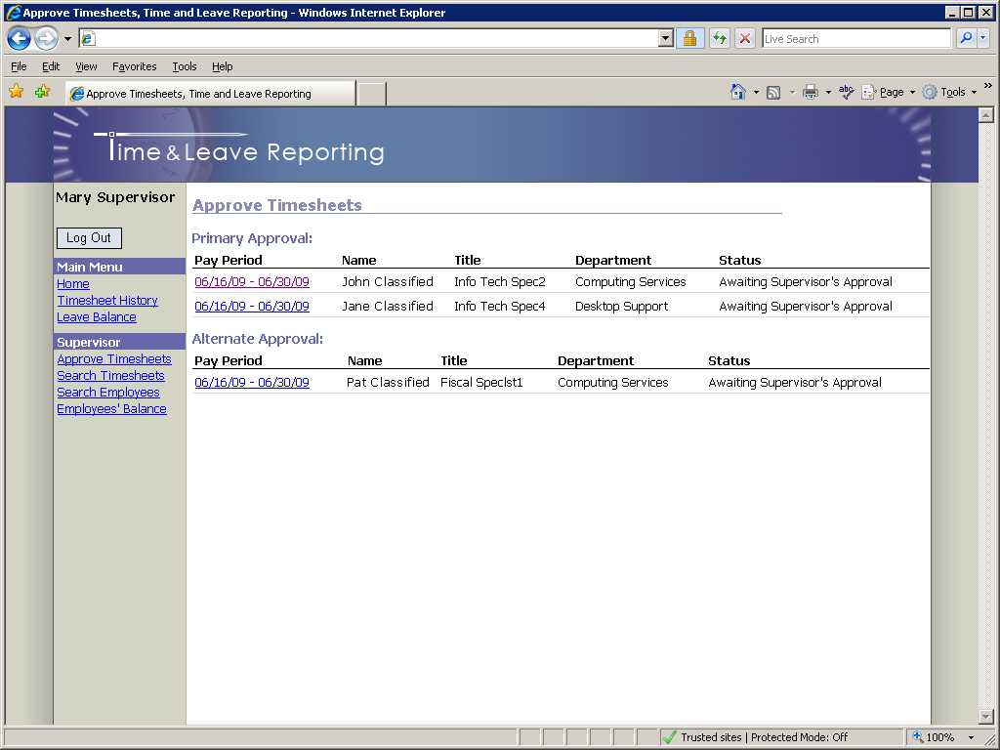 Approve Timesheets, Time and Leave Reporting - Windows Internet Explorer
Live Search
File Edit View Favorites Tools Help
Approve Timesheets, Time and Leave Reporting
abc Page Tools »
Time & Leave Reporting
Mary Supervisor
Log Out
Main Menu
Home
Timesheet History
Leave Balance
Supervisor
Approve Timesheets
Search Timesheets
Search Employees
Employees' Balance
Approve Timesheets
Primary Approval:
Pay Period Name Title Department Status
06/16/09 - 06/30/09 John Classified Info Tech Spec2 Computing Services Awaiting Supervisor's Approval
06/16/09 - 06/30/09 Jane Classified Info Tech Spec4 Desktop Support Awaiting Supervisor's Approval
Alternate Approval:
Pay Period Name Title Department Status
06/16/09 - 06/30/09 Pat Classified Fiscal Speclst1 Computing Services Awaiting Supervisor's Approval
Trusted sites | Protected Mode: Off 100%